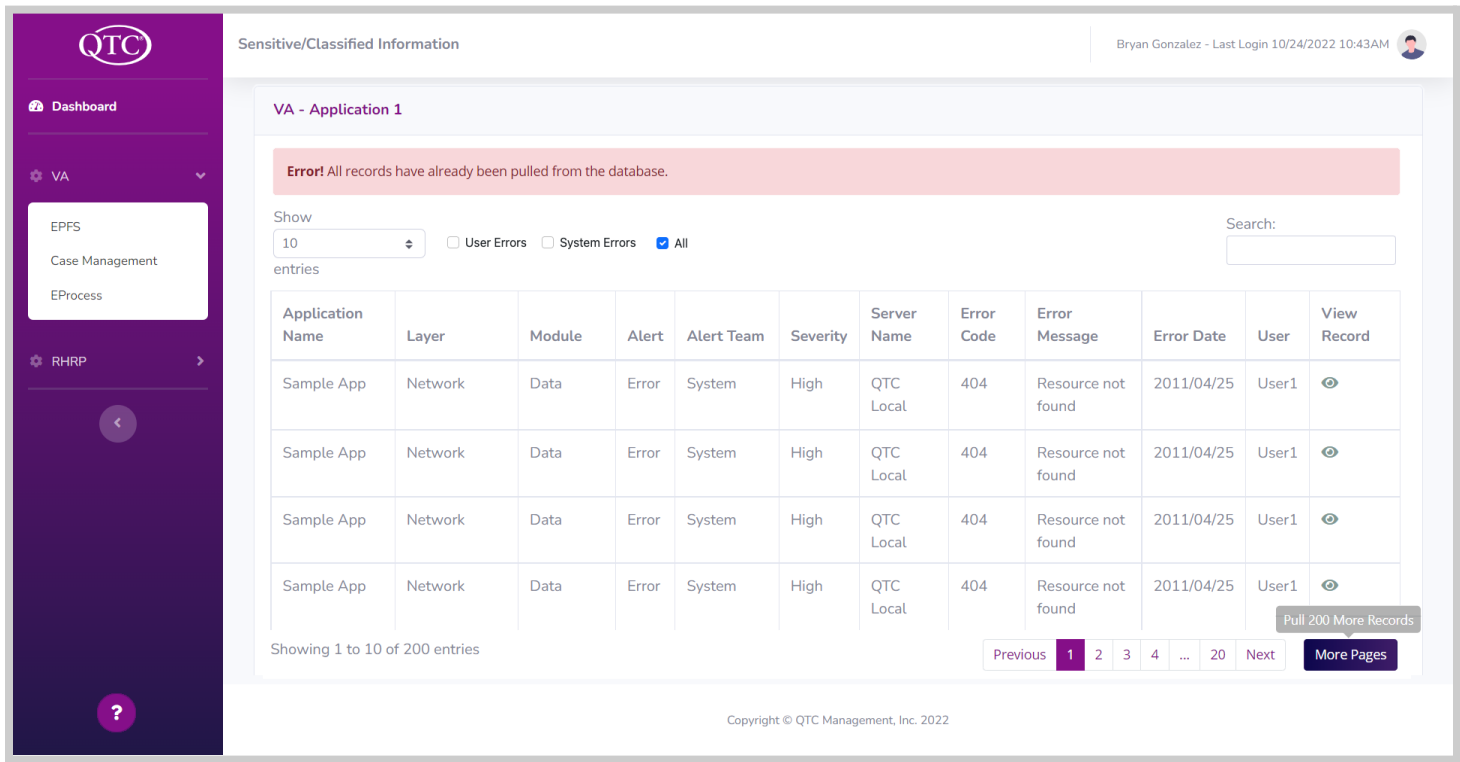 QTC
Sensitive/Classified Information
Bryan Gonzalez - Last Login 10/24/2022 10:43AM
Dashboard
VA
EPFS
Case Management
EProcess
RHRP
?
VA - Application 1
Error! All records have already been pulled from the database.
Show
10
entries
User Errors System Errors All
Search:
Application Name Layer Module Alert Alert Team Severity Server Name Error Code Error Message Error Date User View Record
Sample App Network Data Error System High QTC Local 404 Resource not found 2011/04/25 User1
Sample App Network Data Error System High QTC Local 404 Resource not found 2011/04/25 User1
Sample App Network Data Error System High QTC Local 404 Resource not found 2011/04/25 User1
Sample App Network Data Error System High QTC Local 404 Resource not found 2011/04/25 User1
Pull 200 More Records
Showing 1 to 10 of 200 entries
Previous 1 2 3 4 ... 20 Next
More Pages
Copyright © QTC Management, Inc. 2022